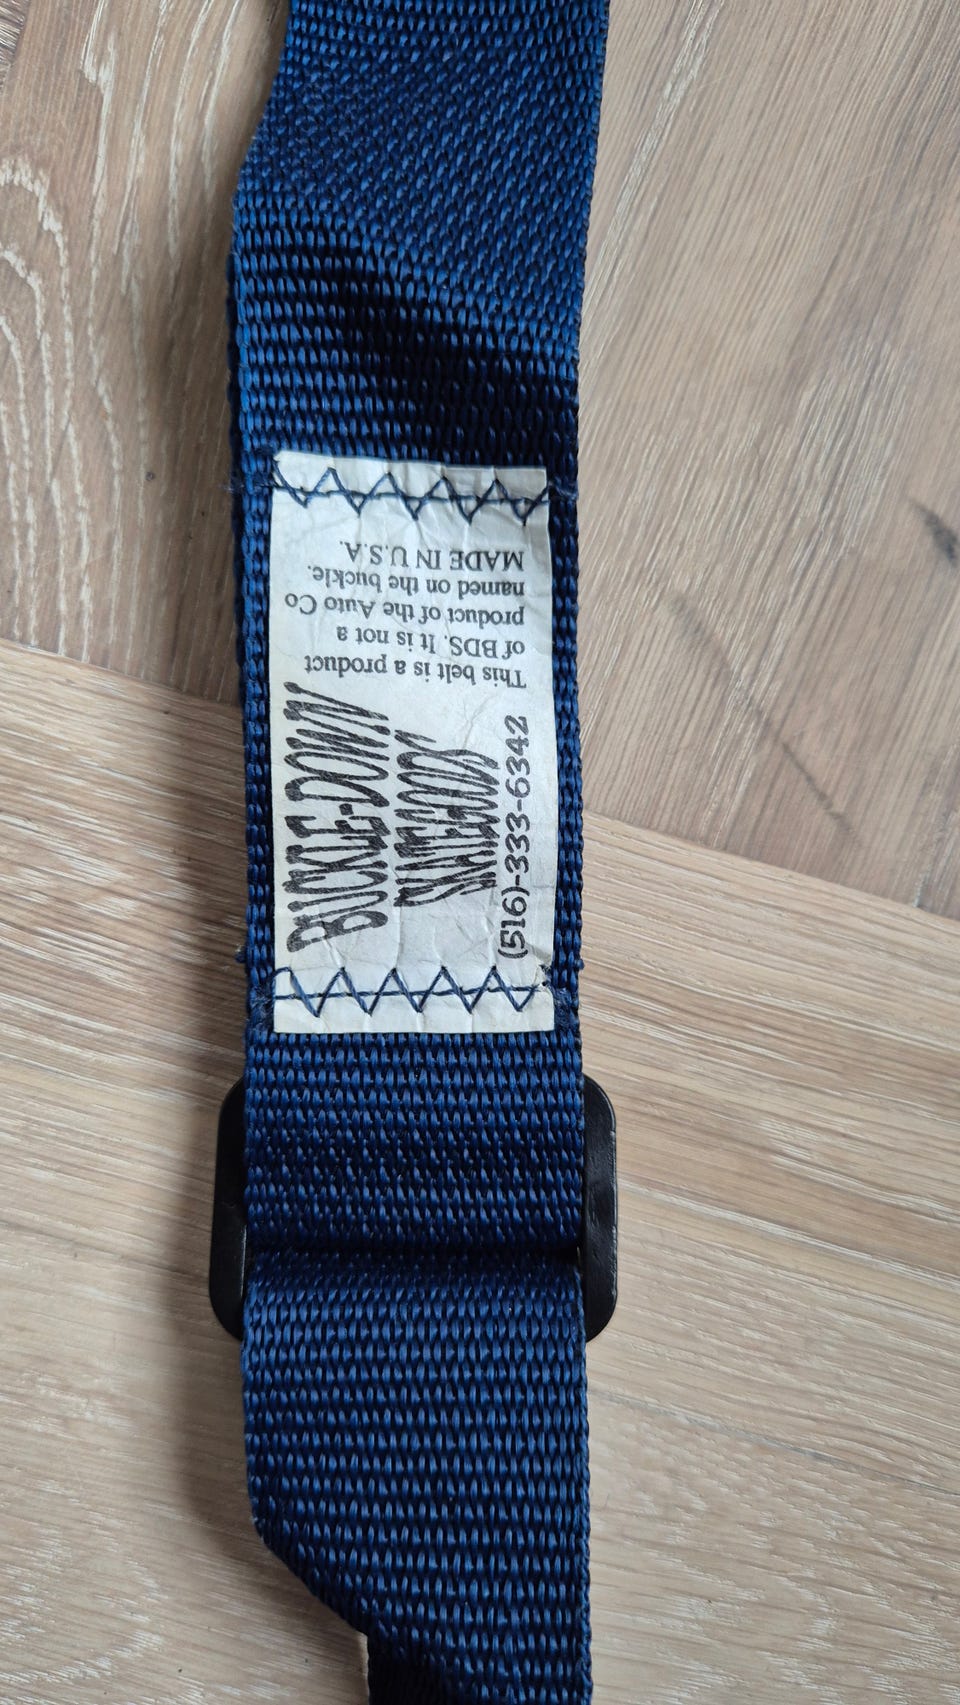 BUCKLE-DOWN
SKATEGOODS
(516)-333-6342
This belt is a product
of BDS. It is not a
product of the Auto Co
named on the buckle.
MADE IN U.S.A.